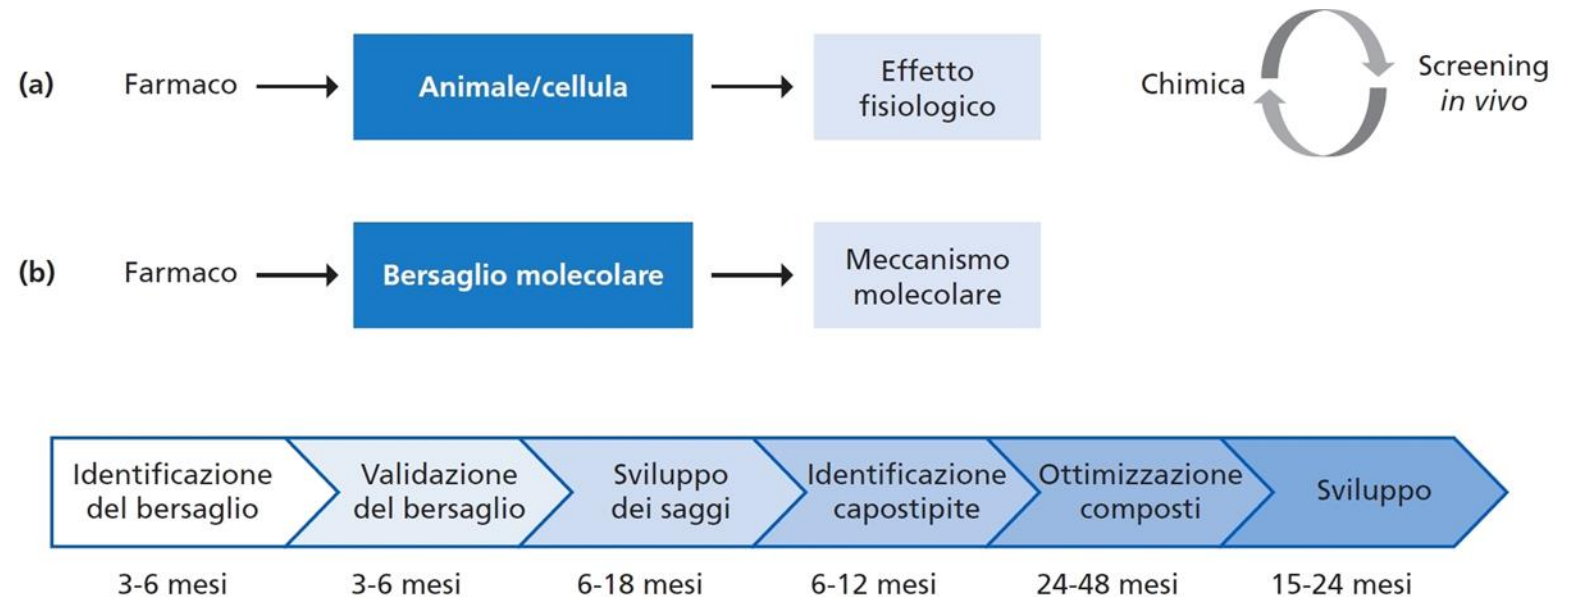 (a)
Farmaco
Animale/cellula
Effetto
fisiologico
Chimica
Screening
in vivo
(b)
Farmaco
Bersaglio molecolare
Meccanismo
molecolare
Identificazione
del bersaglio
Validazione
del bersaglio
Sviluppo
dei saggi
Identificazione
capostipite
Ottimizzazione
composti
Sviluppo
3-6 mesi
3-6 mesi
6-18 mesi
6-12 mesi
24-48 mesi
15-24 mesi